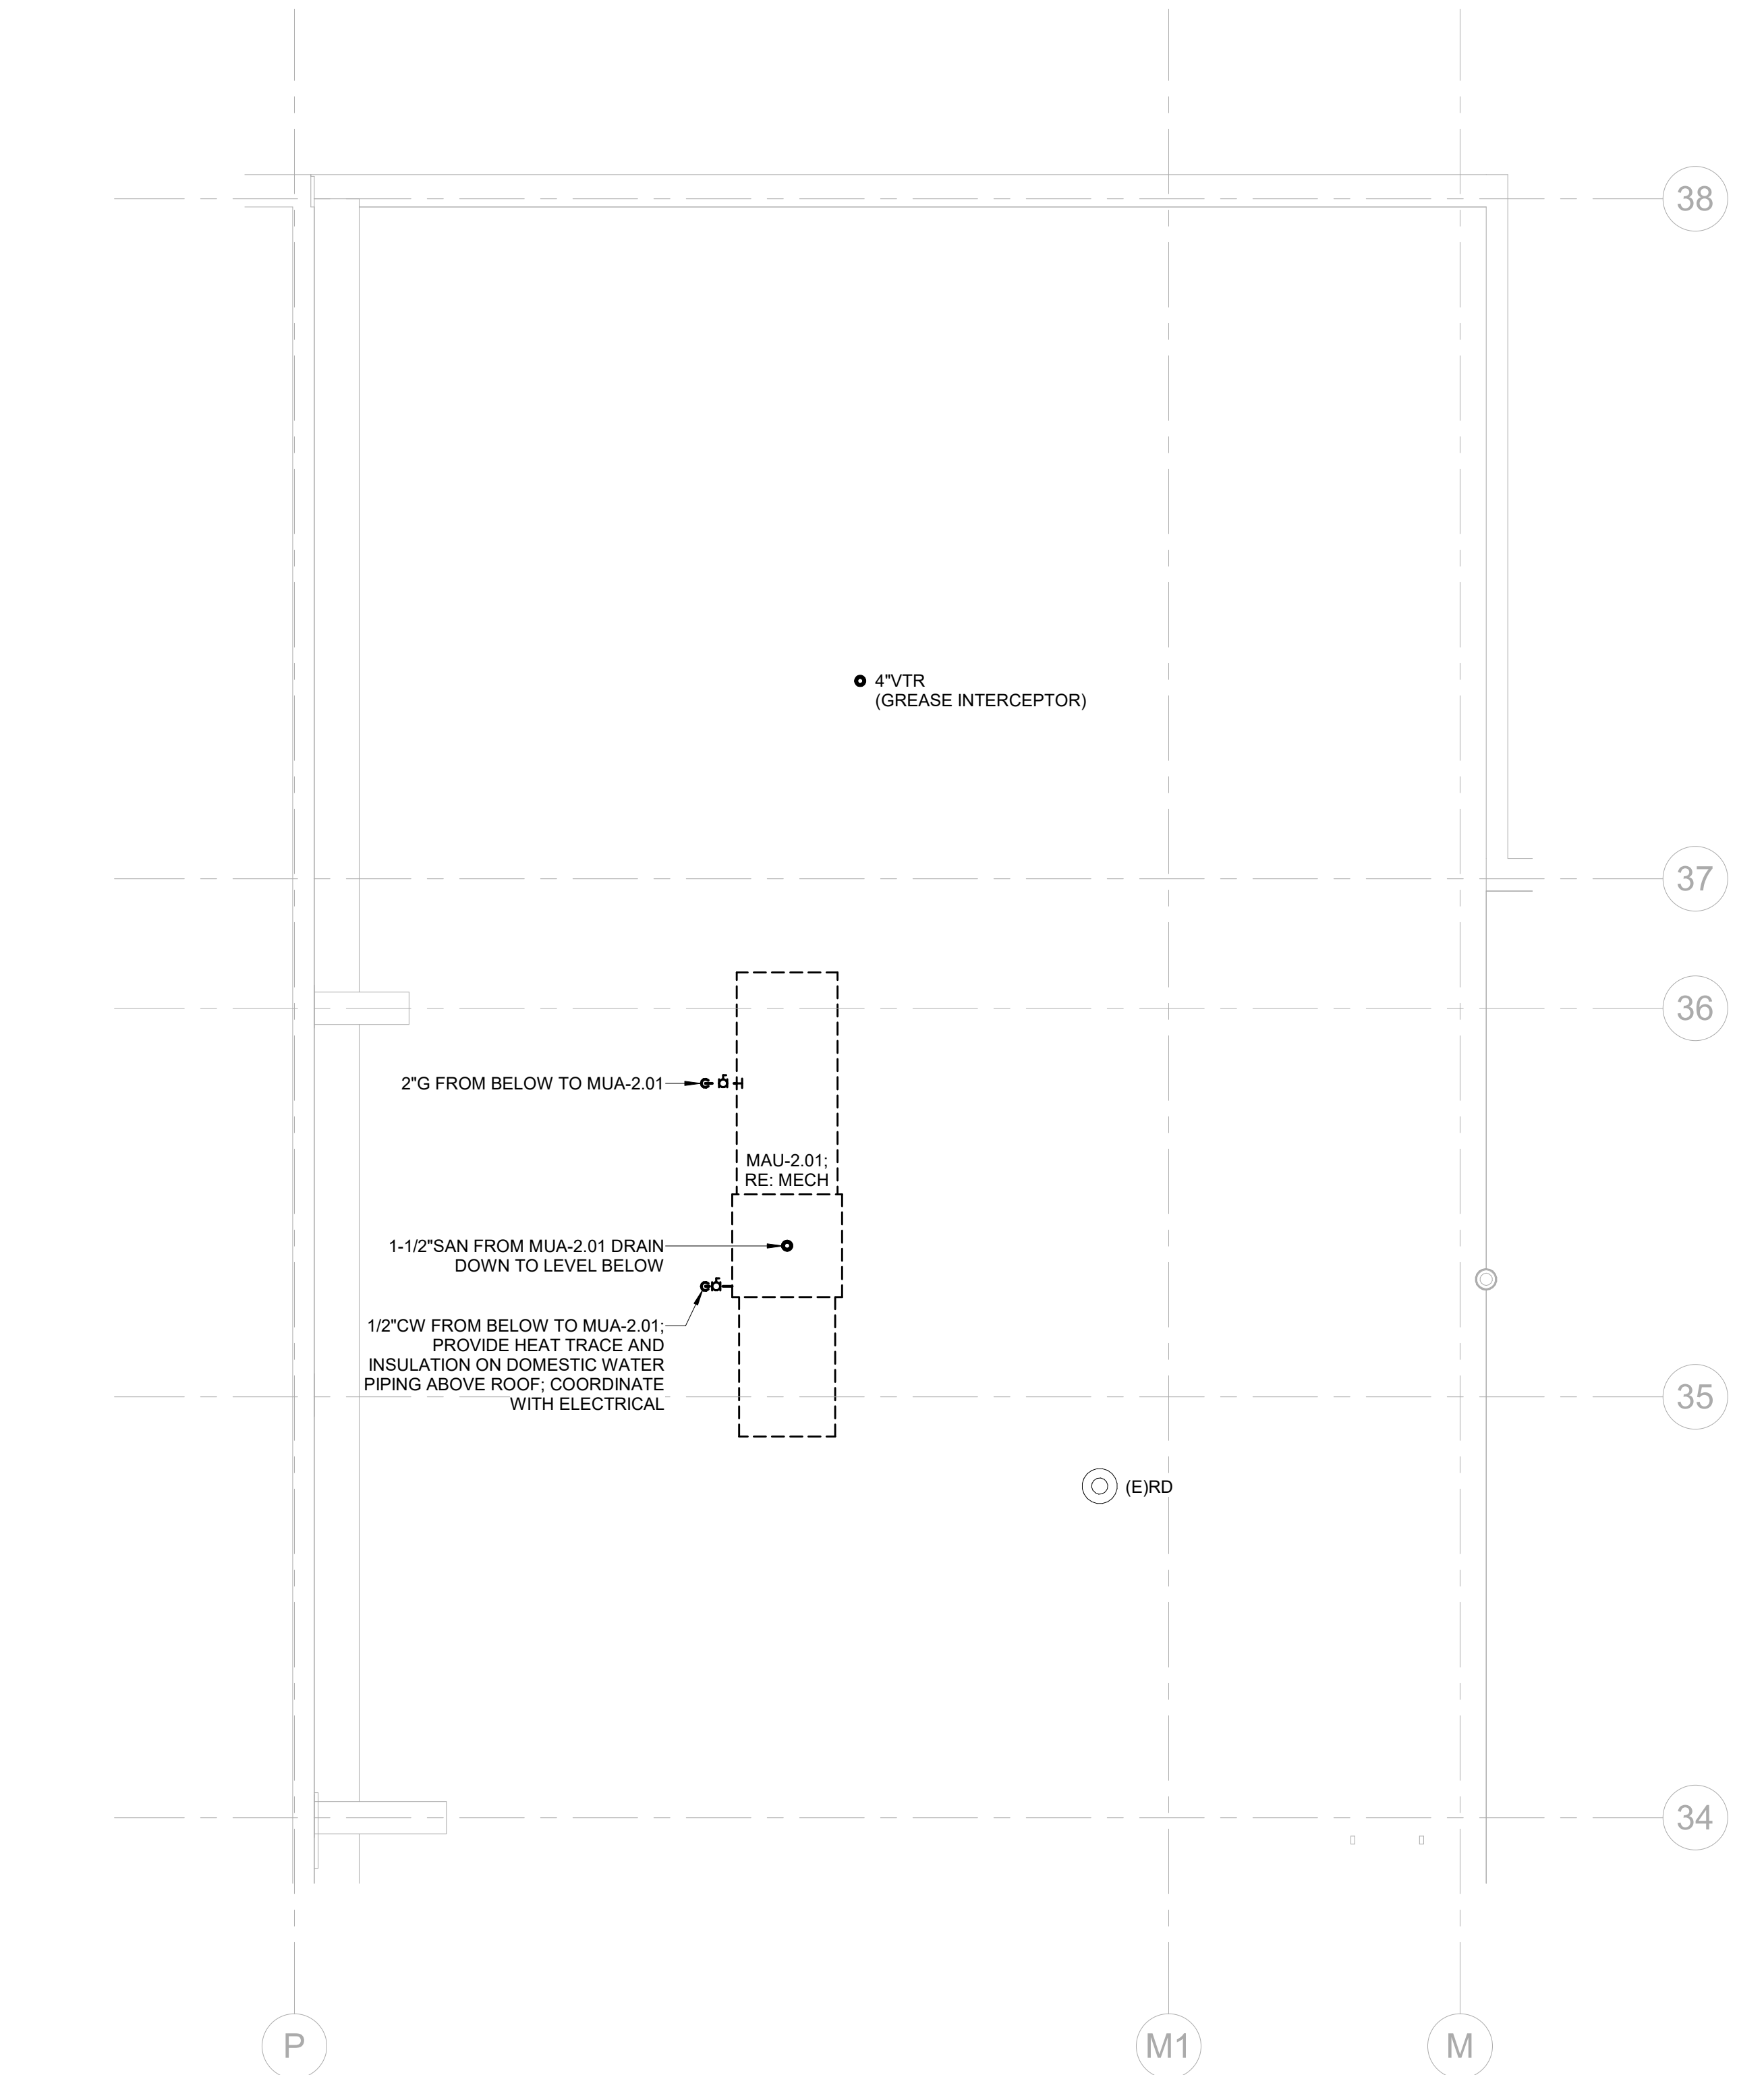 38
4"VTR
(GREASE INTERCEPTOR)
37
36
2"G FROM BELOW TO MUA-2.01
MAU-2.01;
RE: MECH
1-1/2"SAN FROM MUA-2.01 DRAIN
DOWN TO LEVEL BELOW
1/2"CW FROM BELOW TO MUA-2.01;
PROVIDE HEAT TRACE AND
INSULATION ON DOMESTIC WATER
PIPING ABOVE ROOF; COORDINATE
WITH ELECTRICAL
35
(E)RD
34
P
M1
M